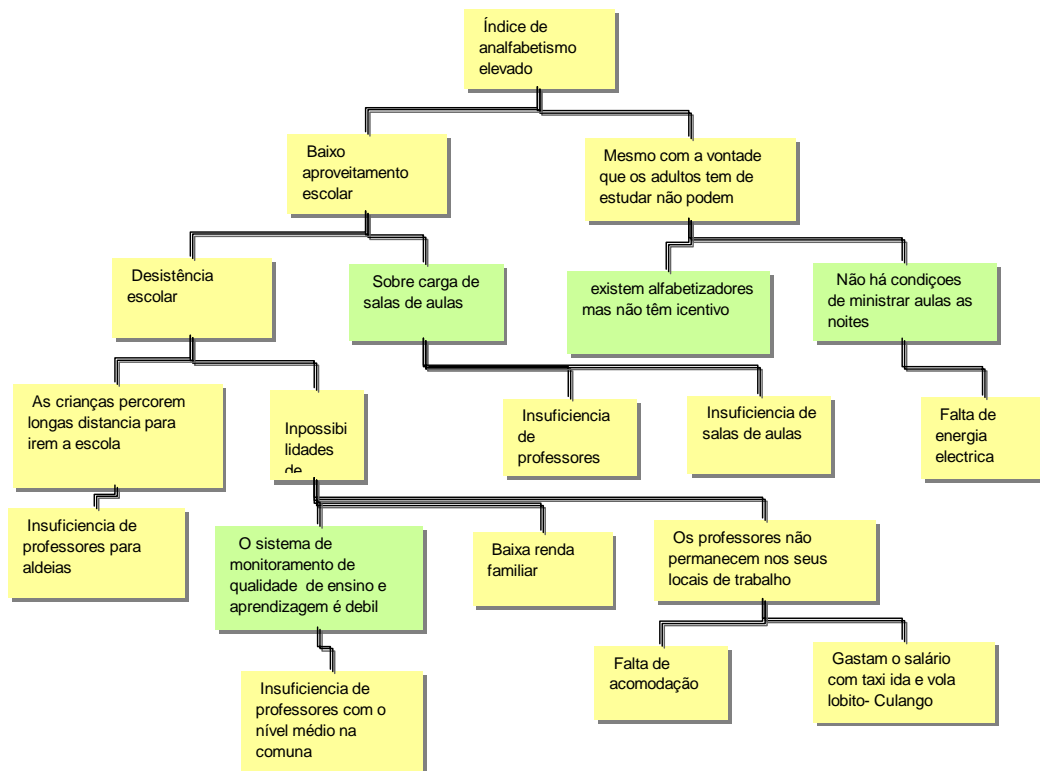 Índice de
analfabetismo
elevado
Baixo
aproveitamento
escolar
Mesmo com a vontade
que os adultos tem de
estudar não podem
Desistência
escolar
Sobre carga de
salas de aulas
existem alfabetizadores
mas não têm icentivo
Não há condiçoes
de ministrar aulas as
noites
As crianças percorem
longas distancia para
irem a escola
Inpossibi
lidades de
Insuficiencia
de
professores
Insuficiencia de
salas de aulas
Falta de
energia
electrica
Insuficiencia de
professores para
aldeias
O sistema de
monitoramento de
qualidade de ensino e
aprendizagem é debil
Baixa renda
familiar
Os professores não
permanecem nos seus
locais de trabalho
Insuficiencia de
professores com o
nível médio na
comuna
Falta de
acomodação
Gastam o salário
com taxi ida e vola
lobito- Culango